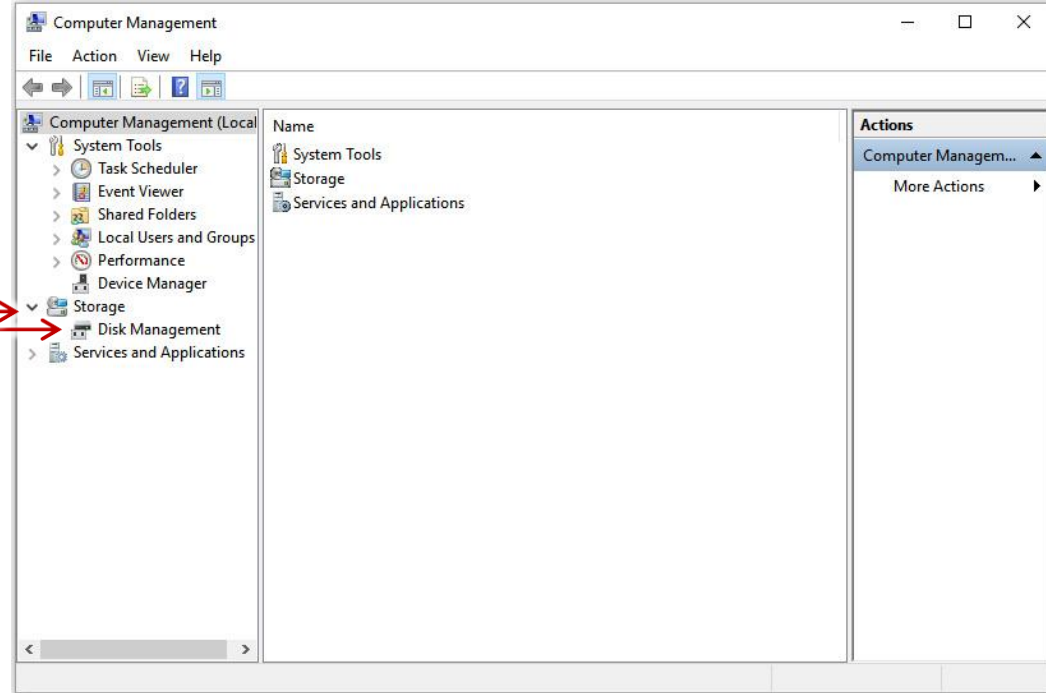 Computer Management
File Action View Help
Computer Management (Local
System Tools
Task Scheduler
Event Viewer
Shared Folders
Local Users and Groups
Performance
Device Manager
Storage
Disk Management
Services and Applications
Name
System Tools
Storage
Services and Applications
Actions
Computer Managem...
More Actions